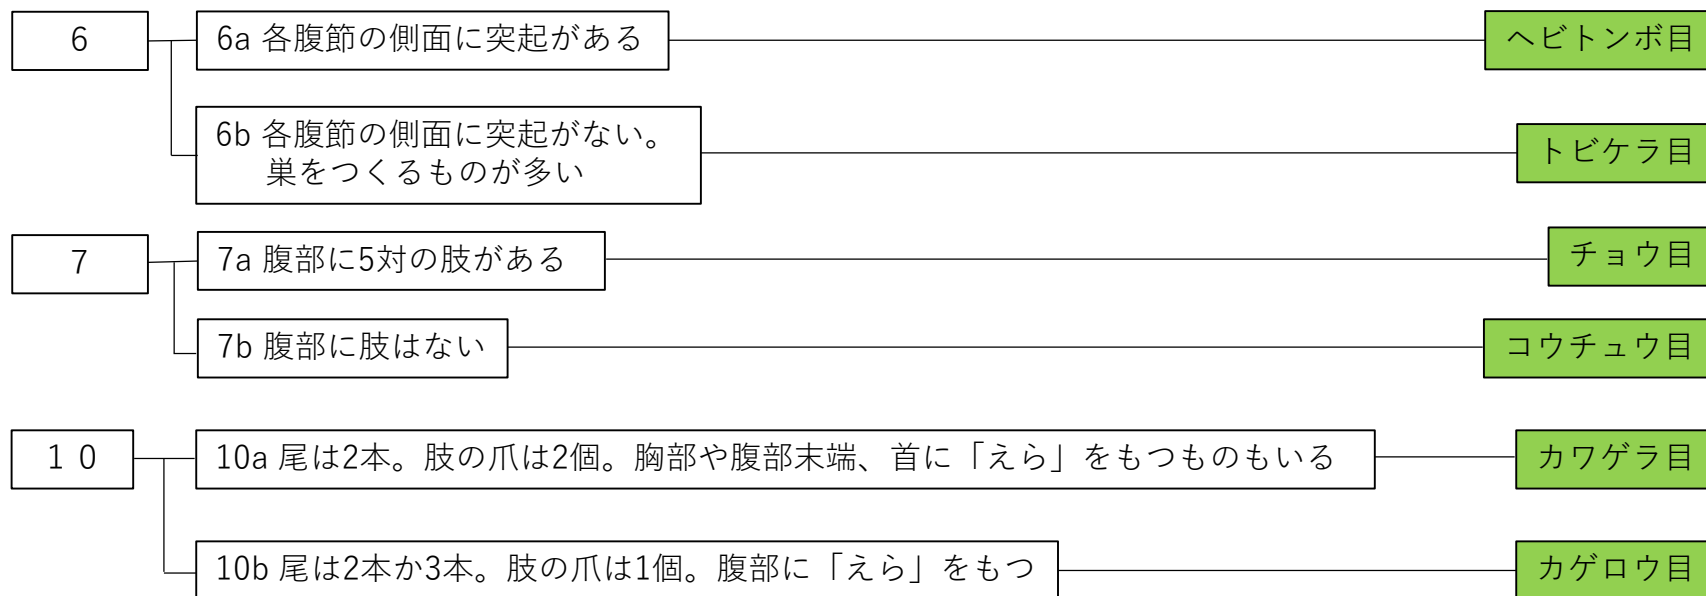 6
6a 各腹節の側面に突起がある
ヘビトンボ目
6b 各腹節の側面に突起がない。
巣をつくるものが多い
トビケラ目
7
7a 腹部に5対の肢がある
チョウ目
7b 腹部に肢はない
コウチュウ目
10
10a 尾は2本。肢の爪は2個。胸部や腹部末端、首に「えら」をもつものもいる
カワゲラ目
10b 尾は2本か3本。肢の爪は1個。腹部に「えら」をもつ
カゲロウ目